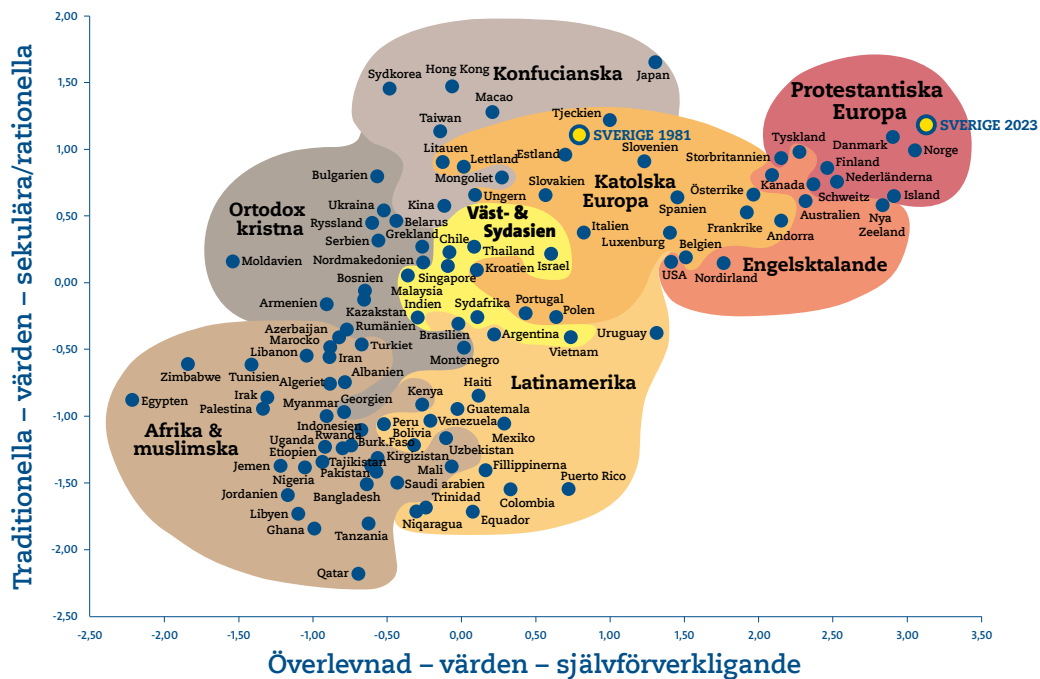 Traditionella – värden – sekulära/rationella
2,00
1,50
1,00
0,50
0,00
-0,50
-1,00
-1,50
-2,00
-2,50
Konfucianska
Sydkorea
Hong Kong
Japan
Macao
Taiwan
Tjeckien
SVERIGE 1981
Protestantiska
Europa
SVERIGE 2023
Tyskland
Danmark
Norge
Litauen
Lettland
Estland
Slovenien
Storbritannien
Finland
Bulgarien
Mongoliet
Slovakien
Katolska
Europa
Kanada
Nederländerna
Ungern
Österrike
Schweitz
Island
Ortodox
kristna
Ukraina
Kina
Väst- &
Sydasien
Spanien
Australien
Ryssland
Belarus
Frankrike
Nya
Zeeland
Serbien
Grekland
Chile
Italien
Luxenburg
Andorra
Thailand
Belgien
Moldavien
Nordmakedonien
Kroatien
Israel
Engelsktalande
Bosnien
Singapore
USA
Nordirland
Malaysia
Armenien
Kazakstan
Indien
Sydafrika
Portugal
Polen
Azerbaijan
Rumänien
Brasilien
Argentina
Uruguay
Marocko
Turkiet
Libanon
Iran
Montenegro
Vietnam
Zimbabwe
Tunisien
Algeriet
Albanien
Latinamerika
Egypten
Irak
Kenya
Haiti
Palestina
Myanmar
Georgien
Guatemala
Afrika &
muslimska
Indonesien
Peru
Venezuela
Mexiko
Uganda
Rwanda
Burk.Faso
Bolivia
Etiopien
Kirgizistan
Uzbekistan
Jemen
Tajikistan
Mali
Fillippinerna
Nigeria
Pakistan
Saudi arabien
Puerto Rico
Jordanien
Bangladesh
Trinidad
Colombia
Libyen
Niqaragua
Equador
Ghana
Tanzania
Qatar
-2,50 -2,00 -1,50 -1,00 -0,50 0,00 0,50 1,00 1,50 2,00 2,50 3,00 3,50
Överlevnad – värden – självförverkligande